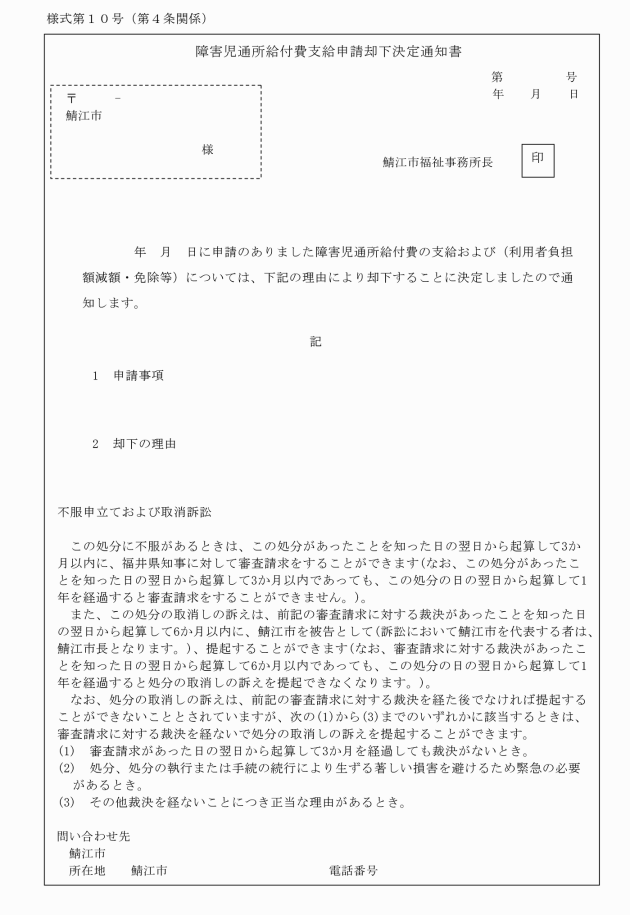 様式第１０号（第４条関係）
障害児通所給付費支給申請却下決定通知書
第　　　　　号
年　　月　　日
〒　　　－
鯖江市
様
鯖江市福祉事務所長
印
年　月　日に申請のありました障害児通所給付費の支給および（利用者負担
額減額・免除等）については、下記の理由により却下することに決定しましたので通
知します。
記
1　申請事項
2　却下の理由
不服申立ておよび取消訴訟
　この処分に不服があるときは、この処分があったことを知った日の翌日から起算して3か
月以内に、福井県知事に対して審査請求をすることができます(なお、この処分があったこ
とを知った日の翌日から起算して3か月以内であっても、この処分の日の翌日から起算して1
年を経過すると審査請求をすることができません。)。
　また、この処分の取消しの訴えは、前記の審査請求に対する裁決があったことを知った日
の翌日から起算して6か月以内に、鯖江市を被告として(訴訟において鯖江市を代表する者は、
鯖江市長となります。)、提起することができます(なお、審査請求に対する裁決があったこ
とを知った日の翌日から起算して6か月以内であっても、この処分の日の翌日から起算して1
年を経過すると処分の取消しの訴えを提起できなくなります。)。
　なお、処分の取消しの訴えは、前記の審査請求に対する裁決を経た後でなければ提起する
ことができないこととされていますが、次の(1)から(3)までのいずれかに該当するときは、
審査請求に対する裁決を経ないで処分の取消しの訴えを提起することができます。
(1)　審査請求があった日の翌日から起算して3か月を経過しても裁決がないとき。
(2)　処分、処分の執行または手続の続行により生ずる著しい損害を避けるため緊急の必要
があるとき。
(3)　その他裁決を経ないことにつき正当な理由があるとき。
問い合わせ先
鯖江市
所在地　　鯖江市　　　　　　　　　　　　　電話番号